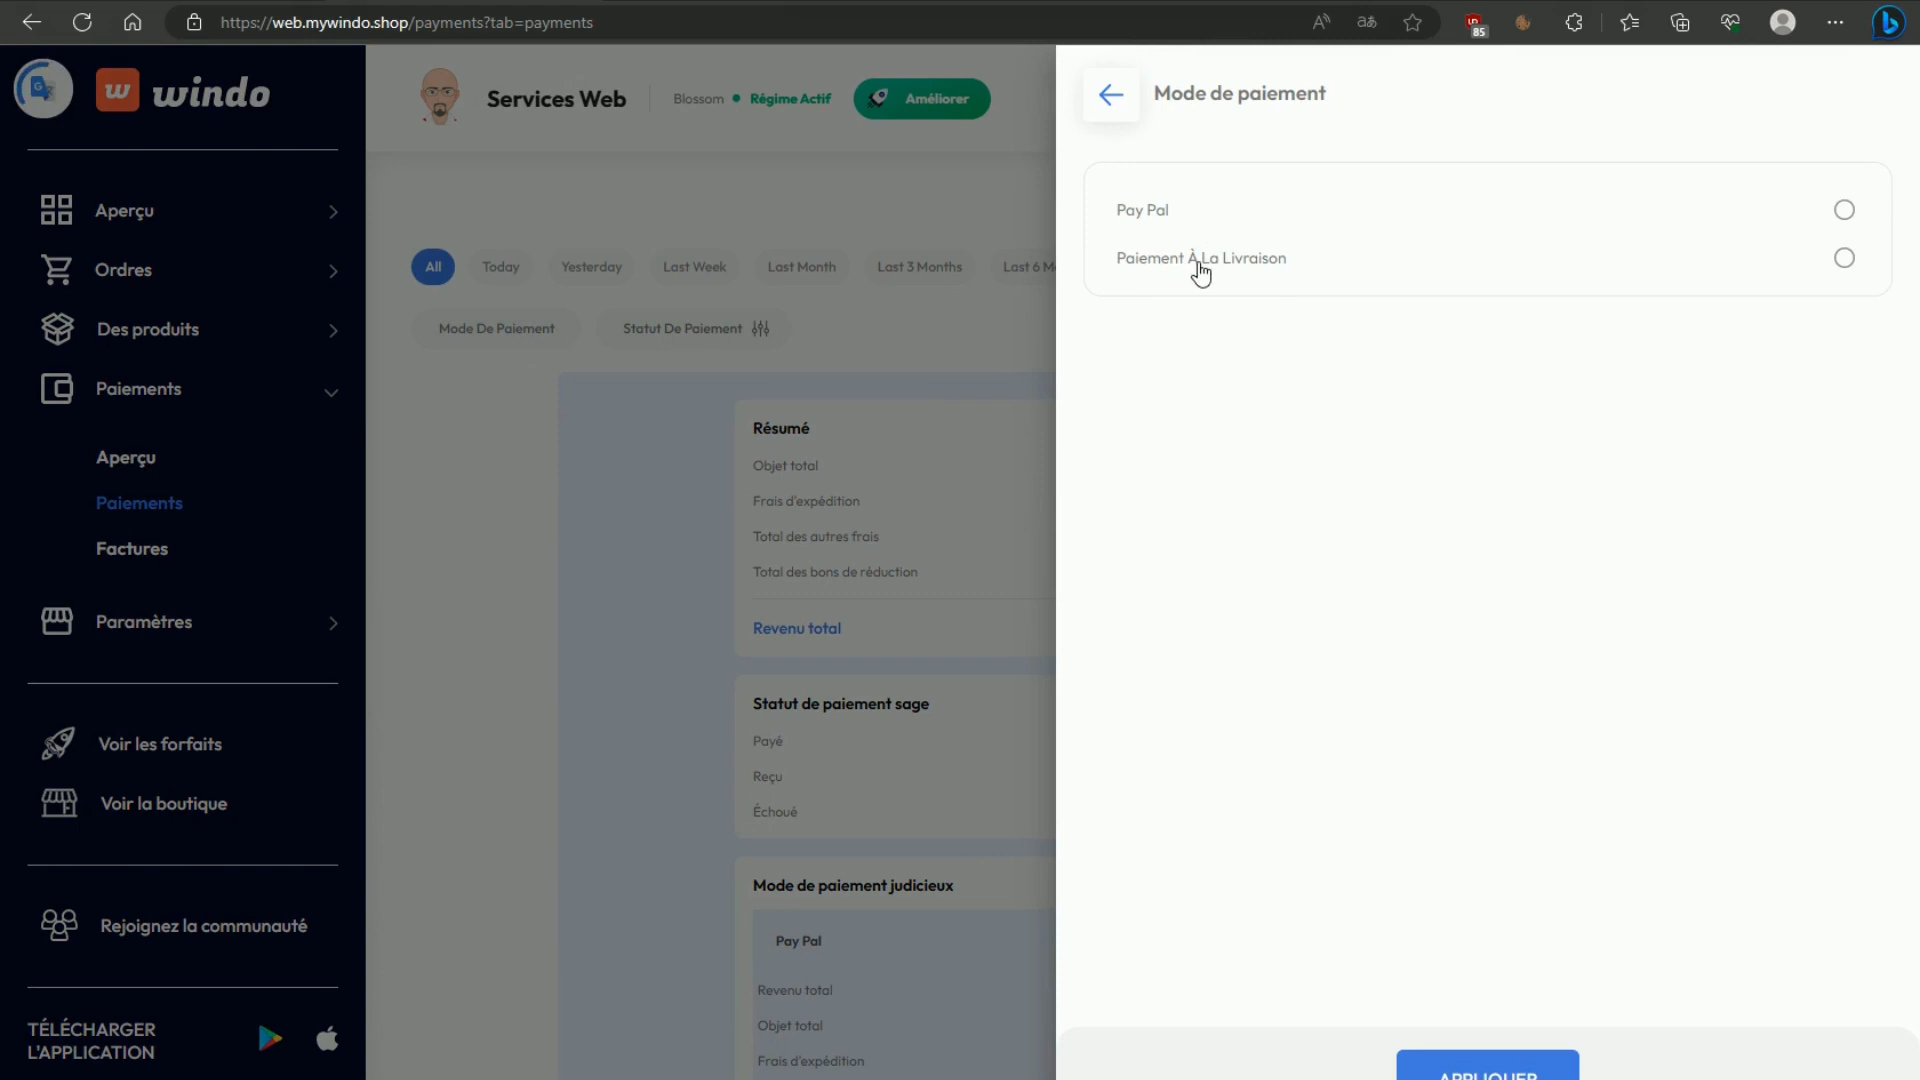 https://web.mywindo.shop/payments?tab=payments
85
w windo
Aperçu
Ordres
Des produits
Paiements
Aperçu
Paiements
Factures
Paramètres
Voir les forfaits
Voir la boutique
Rejoignez la communauté
TÉLÉCHARGER
L'APPLICATION
Services Web
Blossom
Régime Actif
Améliorer
All
Today
Yesterday
Last Week
Last Month
Last 3 Months
Last 6
Mode De Paiement
Statut De Paiement
Résumé
Objet total
Frais d'expédition
Total des autres frais
Total des bons de réduction
Revenu total
Statut de paiement sage
Payé
Reçu
Échoué
Mode de paiement judicieux
Pay Pal
Revenu total
Objet total
Frais d'expédition
Mode de paiement
Pay Pal
Paiement À La Livraison
APPLIQUER